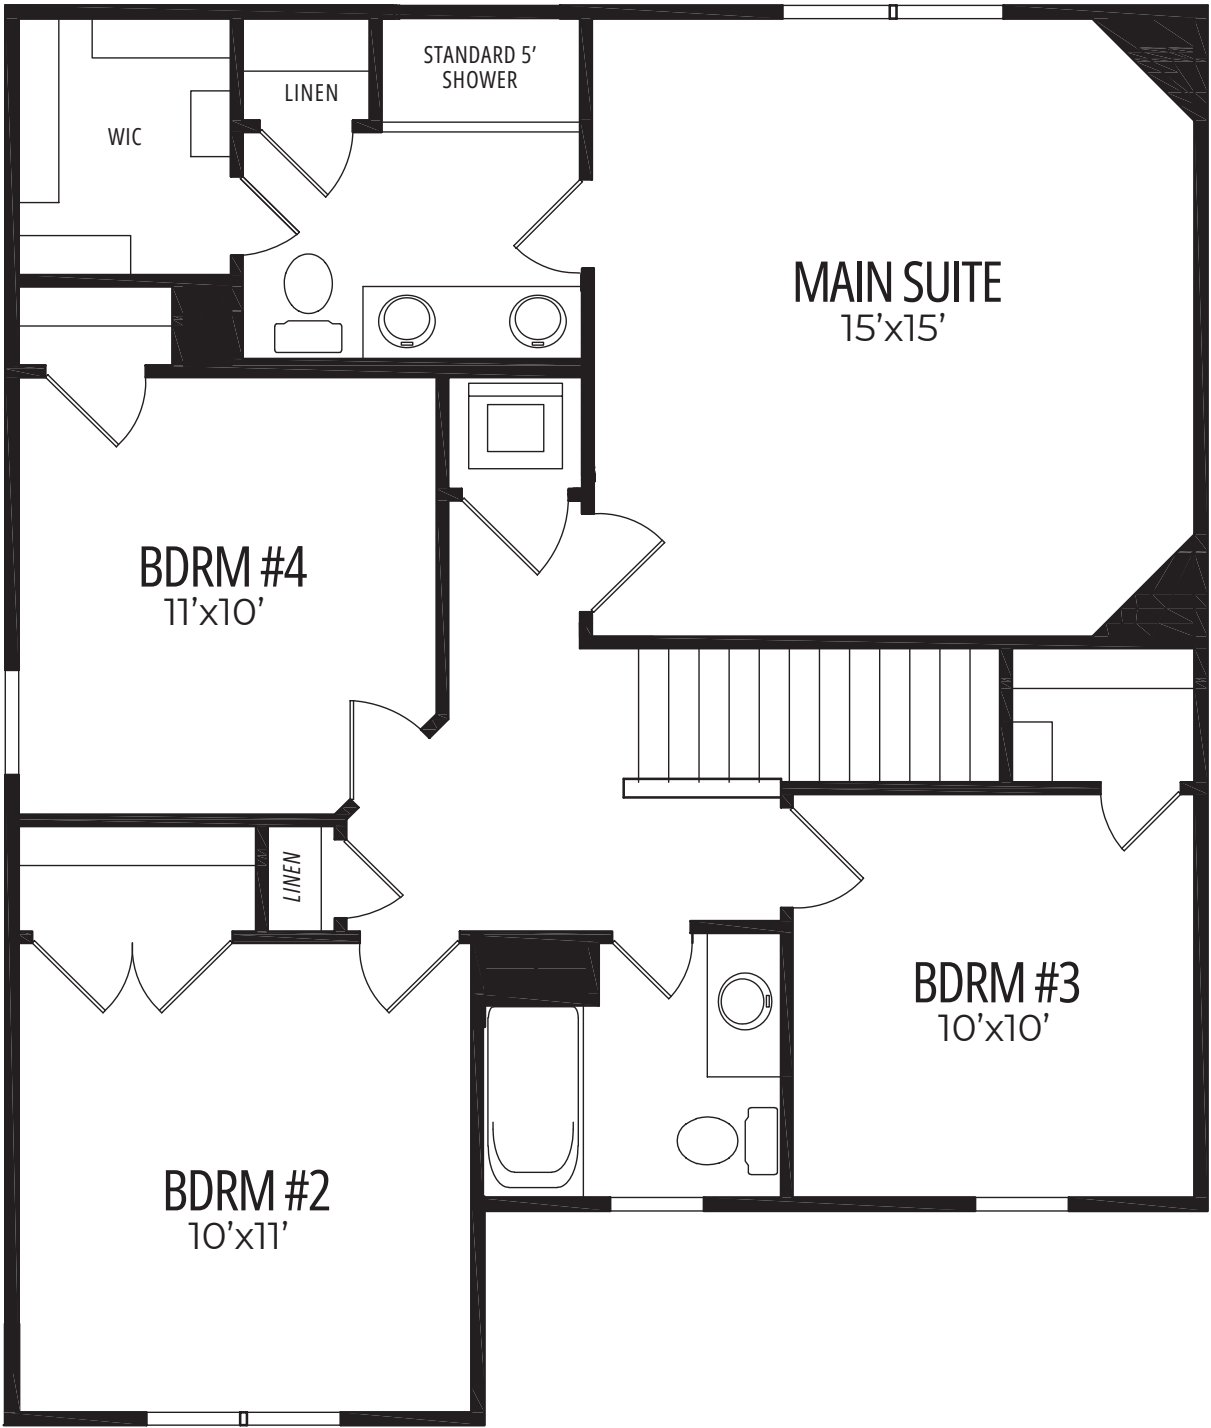 STANDARD 5’
SHOWER
LINEN
WIC
MAIN SUITE
15’x15’
BDRM #4
11’x10’
LINEN
BDRM #3
10’x10’
BDRM #2
10’x11’